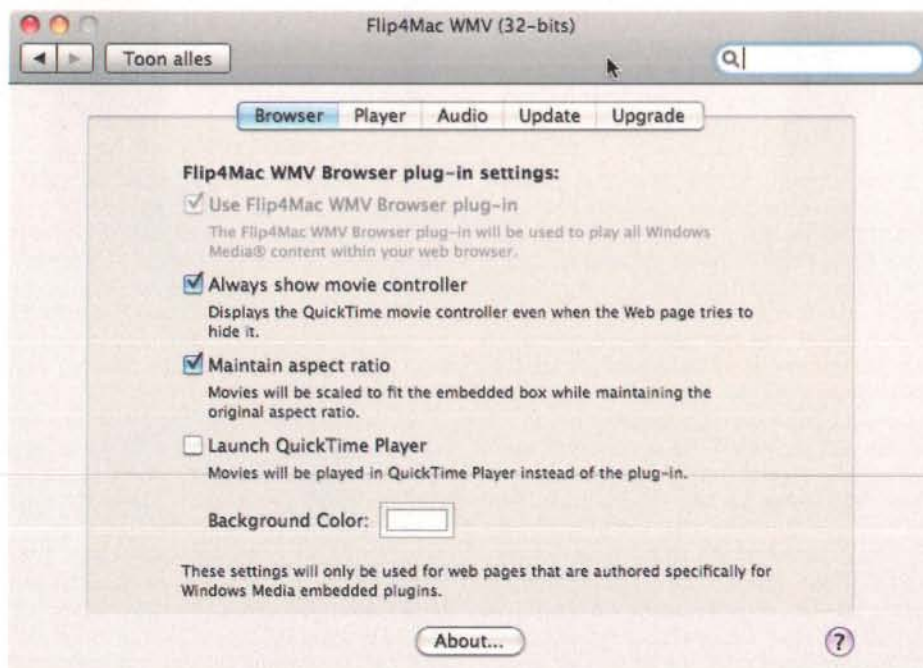 Flip4Mac WMV (32-bits)
Toon alles
Browser Player Audio Update Upgrade
Flip4Mac WMV Browser plug-in settings:
Use Flip4Mac WMV Browser plug-in
The Flip4Mac WMV Browser plug-in will be used to play all Windows
Media® content within your web browser.
Always show movie controller
Displays the QuickTime movie controller even when the Web page tries to
hide it.
Maintain aspect ratio
Movies will be scaled to fit the embedded box while maintaining the
original aspect ratio.
Launch QuickTime Player
Movies will be played in QuickTime Player instead of the plug-in.
Background Color:
These settings will only be used for web pages that are authored specifically for
Windows Media embedded plugins.
About...
?